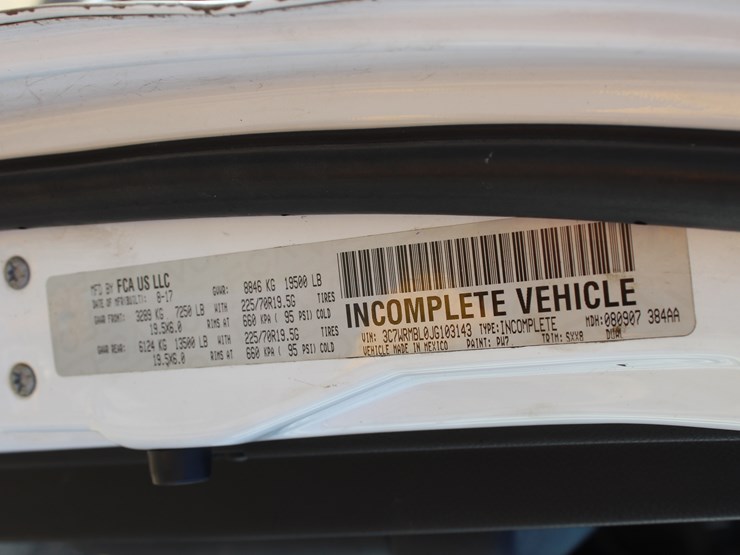 MFD BY FCA US LLC
DATE OF MFR(BUILT): 8-17 GVWR: 8846 KG 19500 LB
GAWR FRONT: 3289 KG 7250 LB WITH 225/70R19.5G TIRES
19.5X6.0 RIMS AT 660 KPA ( 95 PSI) COLD
GAWR REAR: 6124 KG 13500 LB WITH 225/70R19.5G TIRES
19.5X6.0 RIMS AT 660 KPA ( 95 PSI) COLD
INCOMPLETE VEHICLE
VIN: 3C7WRMBL0JG103143 TYPE:INCOMPLETE MDH:080907 384AA
VEHICLE MADE IN MEXICO PAINT: PW7 TRIM: SXX8 DUAL